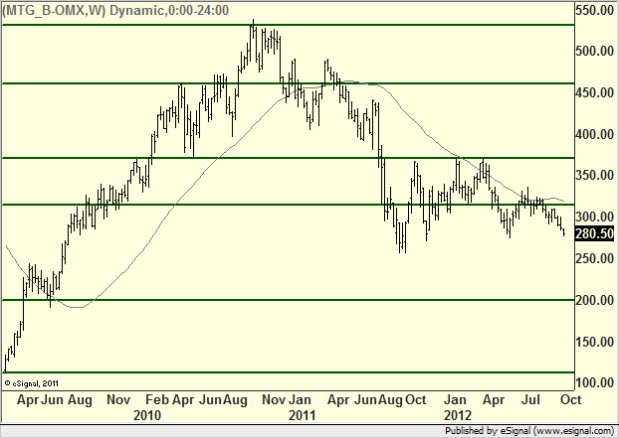 (MTG_B-OMX,W) Dynamic,0:00-24:00
550.00
500.00
450.00
400.00
350.00
300.00
280.50
250.00
200.00
150.00
100.00
© eSignal, 2011
Apr Jun Aug Nov Feb Apr Jun Aug Nov Jan Apr Jun Aug Oct Jan Apr Jul Oct
2010 2011 2012
Published by eSignal (www.esignal.com)